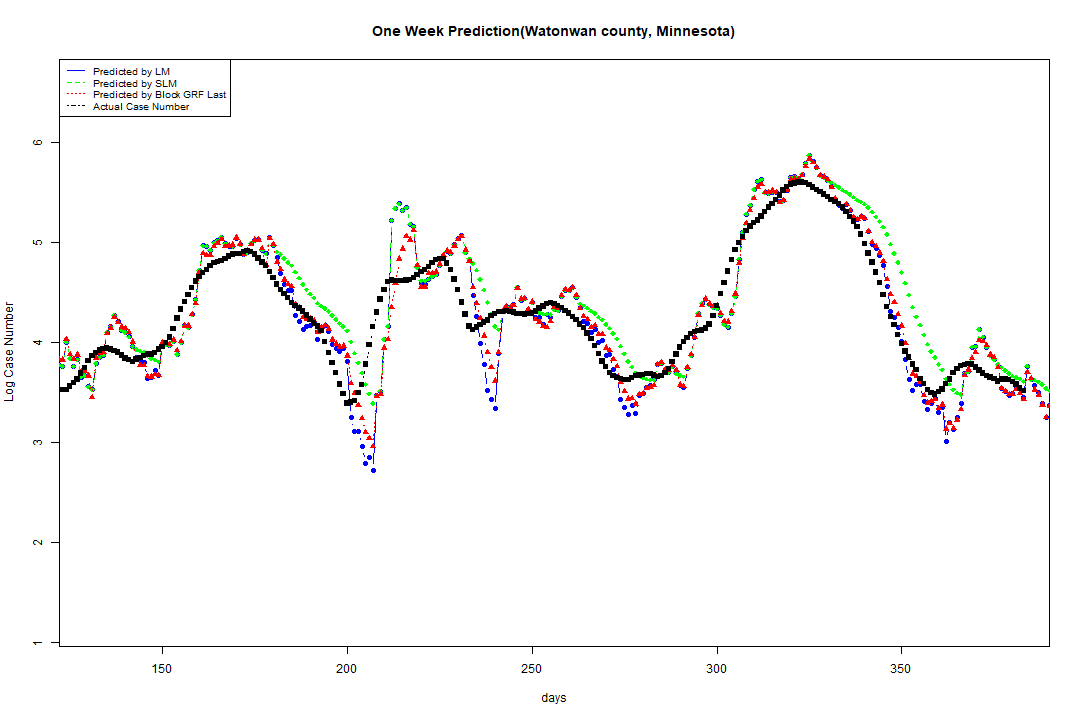 One Week Prediction(Watonwan county, Minnesota)
Predicted by LM
Predicted by SLM
Predicted by Block GRF Last
Actual Case Number
6
5
4
3
2
1
Log Case Number
150 200 250 300 350
days